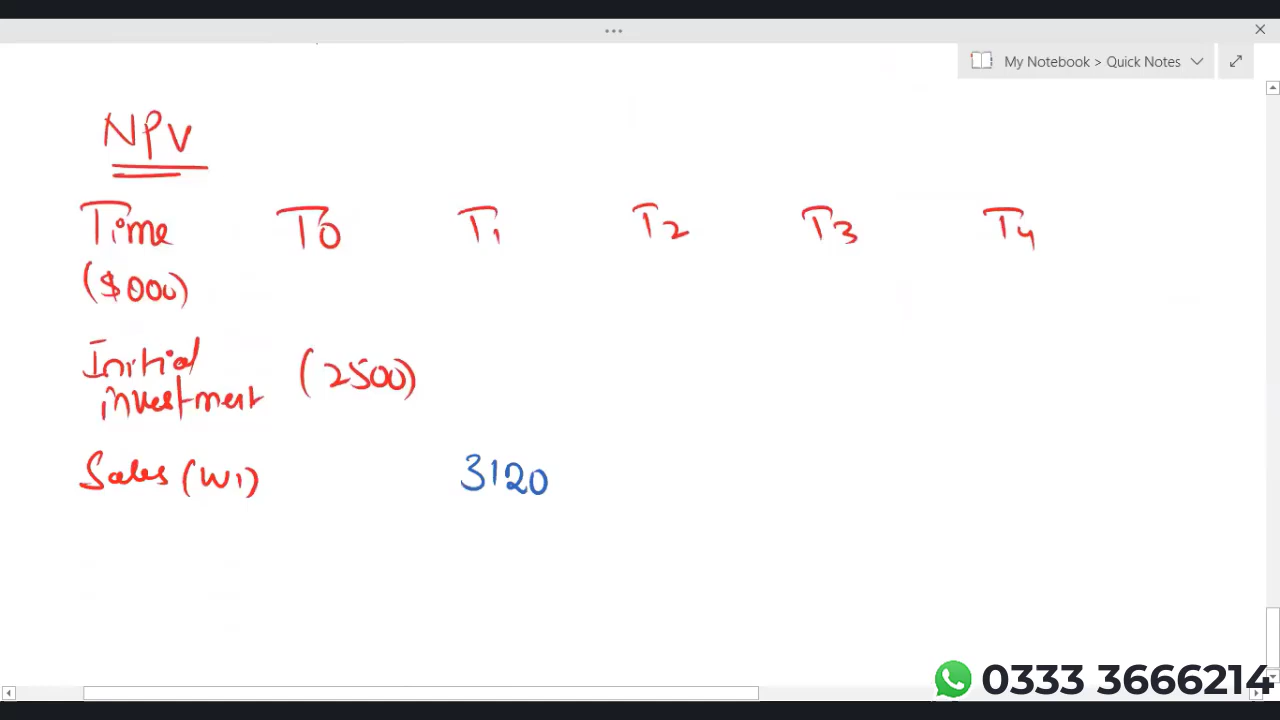 My Notebook > Quick Notes
NPV
Time T0 T1 T2 T3 T4
($000)
Initial
investment (2500)
Sales (W1) 3120
0333 3666214